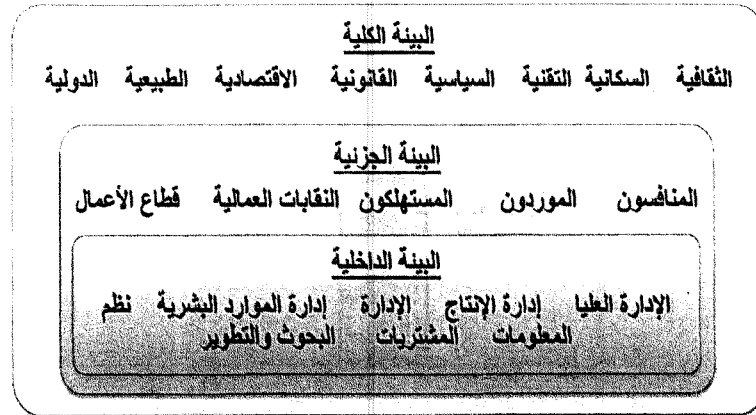 البيئة الكلية
الثقافية السكانية التقنية السياسية القانونية الاقتصادية الطبيعية الدولية
البيئة الجزئية
المنافسون الموردون المستهلكون النقابات العمالية قطاع الأعمال
البيئة الداخلية
الإدارة العليا إدارة الإنتاج الإدارة إدارة الموارد البشرية نظم
المعلومات المشتريات البحوث والتطوير